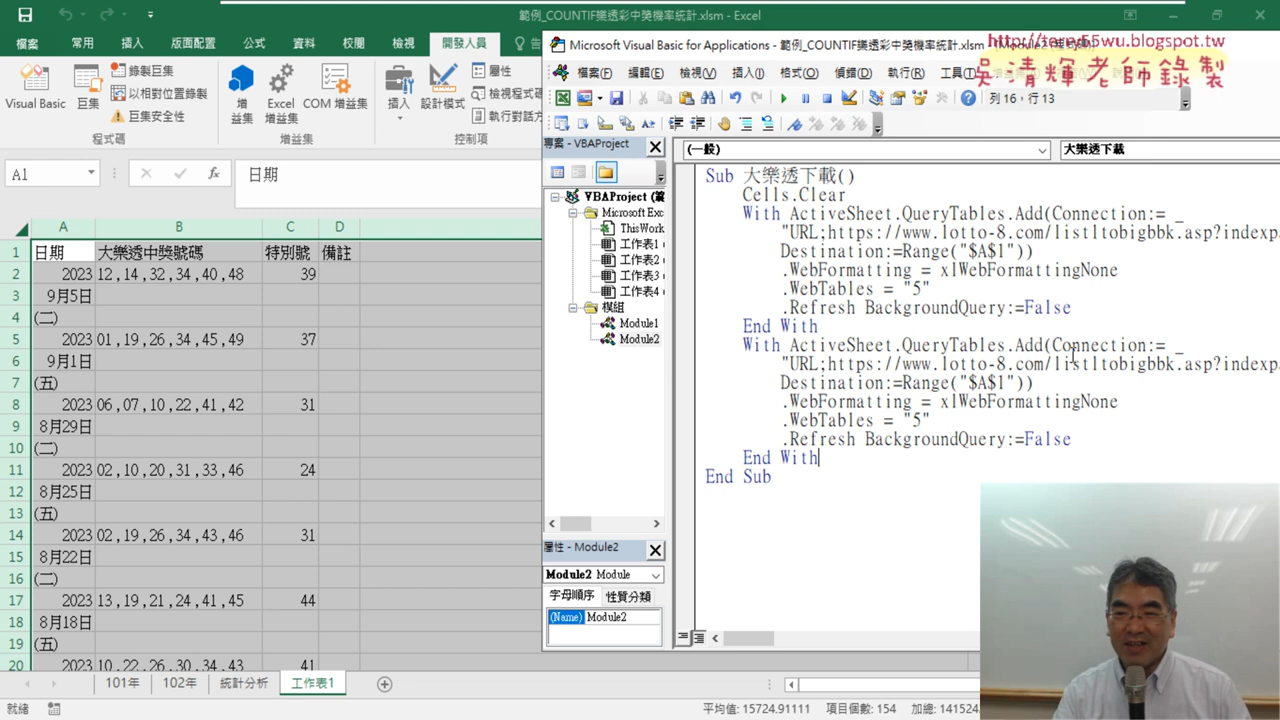 範例_COUNTIF樂透彩中獎機率統計.xlsm - Excel
檔案 常用 插入 版面配置 公式 資料 校閱 檢視 開發人員 告
Visual Basic 巨集 錄製巨集 以相對位置錄製 巨集安全性 程式碼
增益集 Excel 增益集 COM 增益集 增益集
插入 設計模式 屬性 檢視程式碼 執行對話方 控制項
A1 fx 日期
A B C D
1 日期 大樂透中獎號碼 特別號 備註
2 2023 12,14,32,34,40,48 39
3 9月5日
4 (二)
5 2023 01,19,26,34,45,49 37
6 9月1日
7 (五)
8 2023 06,07,10,22,41,42 31
9 8月29日
10 (二)
11 2023 02,10,20,31,33,46 24
12 8月25日
13 (五)
14 2023 02,19,26,34,43,46 31
15 8月22日
16 (二)
17 2023 13,19,21,24,41,45 44
18 8月18日
19 (五)
20 2023 10,22,26,30,34,43 41
101年 102年 統計分析 工作表1
就緒 平均值: 15724.91111 項目個數: 154 加總: 141524
Microsoft Visual Basic for Applications - 範例_COUNTIF樂透彩中獎機率統計.xlsm
http://terry55wu.blogspot.tw
吳清輝老師錄製
檔案(F) 編輯(E) 檢視(V) 插入(I) 格式(O) 偵錯(D) 執行(R) 工具(T)
列 16，行 13
專案 - VBAProject
VBAProject (範
Microsoft Exc
ThisWork
工作表1
工作表2
工作表3
工作表4
模組
Module1
Module2
屬性 - Module2
Module2 Module
字母順序 性質分類
(Name) Module2
(一般) 大樂透下載
Sub 大樂透下載()
Cells.Clear
With ActiveSheet.QueryTables.Add(Connection:= _
"URL;https://www.lotto-8.com/listltobigbbk.asp?indexp
Destination:=Range("$A$1"))
.WebFormatting = xlWebFormattingNone
.WebTables = "5"
.Refresh BackgroundQuery:=False
End With
With ActiveSheet.QueryTables.Add(Connection:= _
"URL;https://www.lotto-8.com/listltobigbbk.asp?indexp
Destination:=Range("$A$1"))
.WebFormatting = xlWebFormattingNone
.WebTables = "5"
.Refresh BackgroundQuery:=False
End With
End Sub